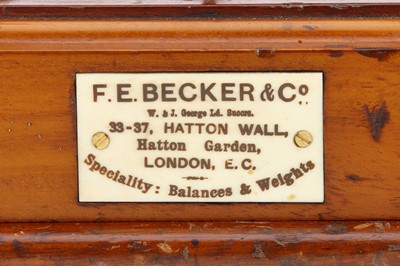 F. E. BECKER & Co
W. & J. George Ld. Succrs.
33-37, HATTON WALL,
Hatton Garden,
LONDON, E.C.
Speciality: Balances & Weights